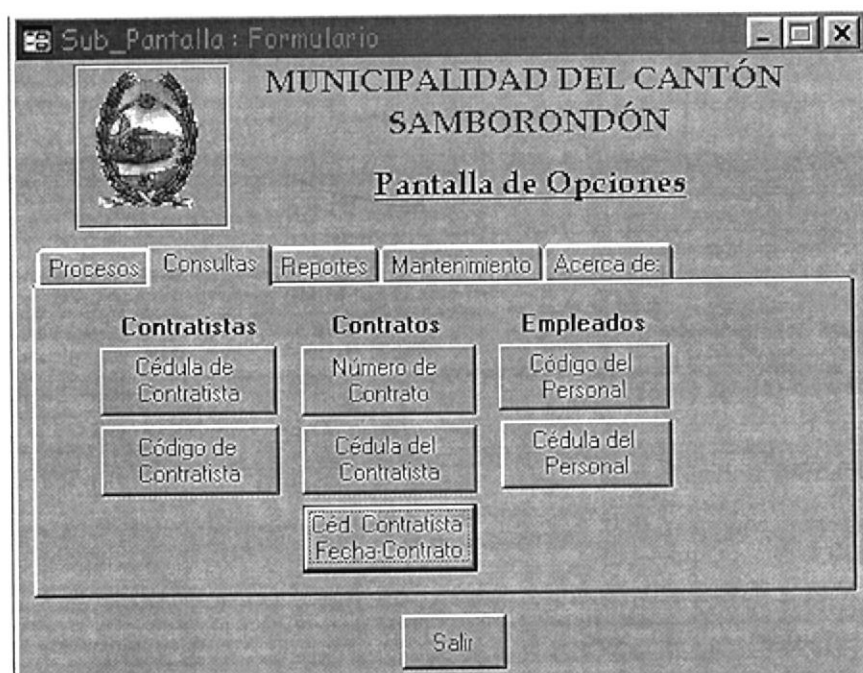 Sub_Pantalla : Formulario
MUNICIPALIDAD DEL CANTÓN
SAMBORONDÓN
Pantalla de Opciones
Procesos Consultas Reportes Mantenimiento Acerca de:
Contratistas Contratos Empleados
Cédula de Número de Código del
Contratista Contrato Personal
Código de Cédula del Cédula del
Contratista Contratista Personal
Céd. Contratista
Fecha-Contrato
Salir